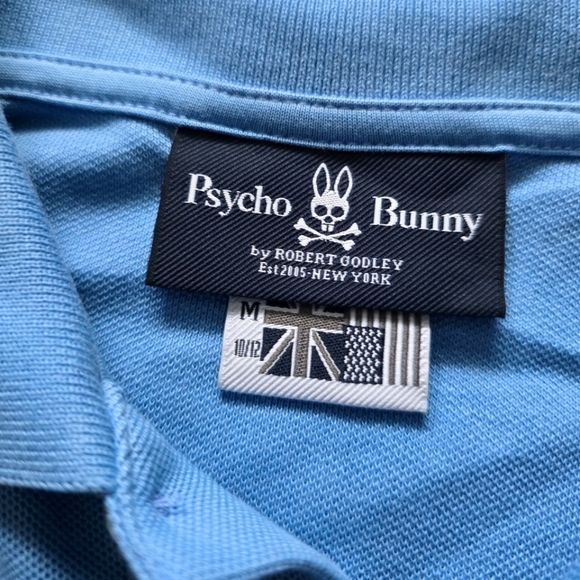 Psycho Bunny
by ROBERT GODLEY
Est 2005-NEW YORK
M
10/12